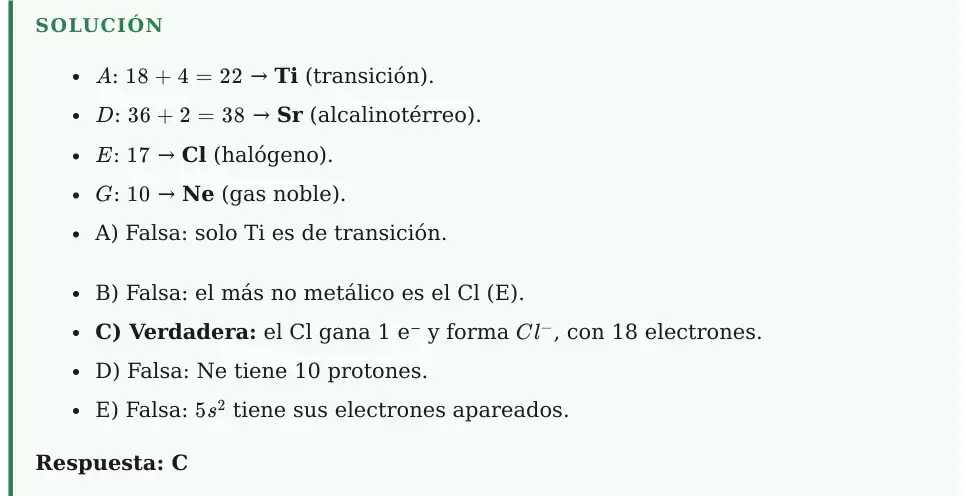 SOLUCIÓN
• A: 18 + 4 = 22 → Ti (transición).
• D: 36 + 2 = 38 → Sr (alcalinotérreo).
• E: 17 → Cl (halógeno).
• G: 10 → Ne (gas noble).
• A) Falsa: solo Ti es de transición.
• B) Falsa: el más no metálico es el Cl (E).
• C) Verdadera: el Cl gana 1 e⁻ y forma Cl⁻, con 18 electrones.
• D) Falsa: Ne tiene 10 protones.
• E) Falsa: 5s² tiene sus electrones apareados.
Respuesta: C